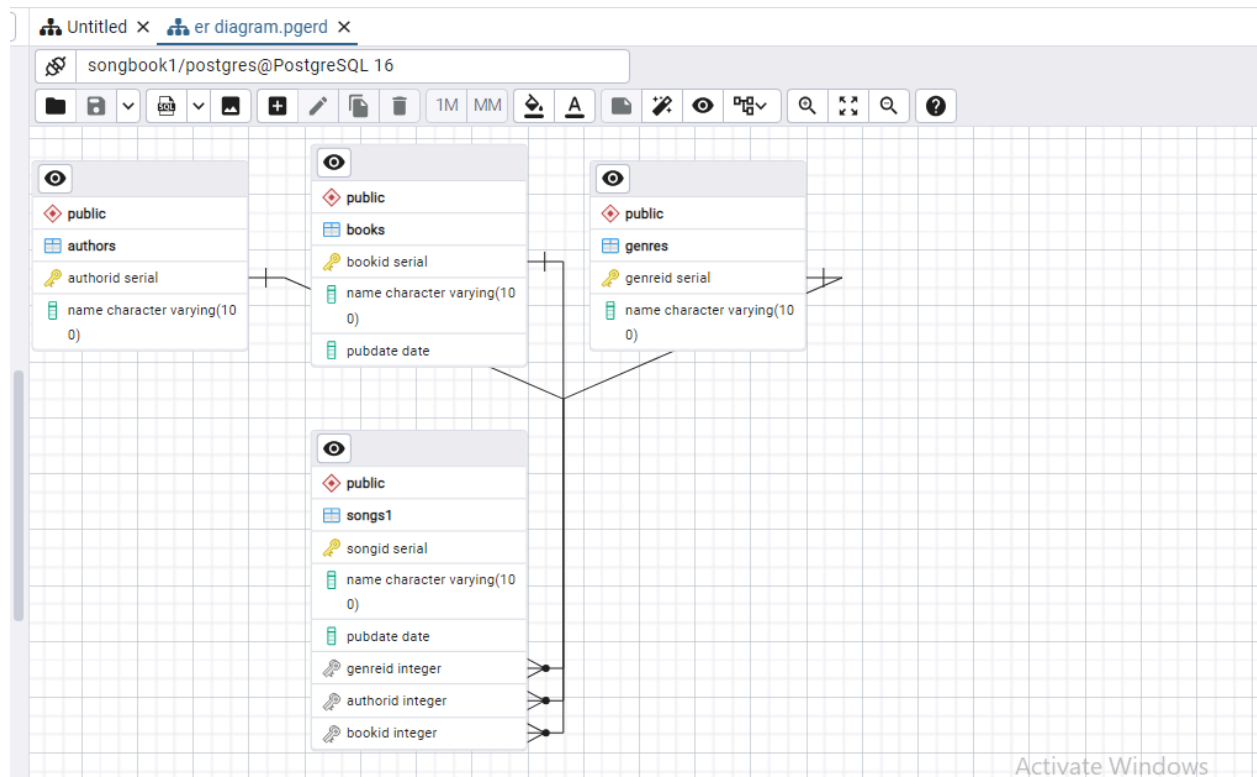 Untitled
er diagram.pgerd
songbook1/postgres@PostgreSQL 16
SQL
1M
MM
A
public
authors
authorid serial
name character varying(10
0)
public
books
bookid serial
name character varying(10
0)
pubdate date
public
genres
genreid serial
name character varying(10
0)
public
songs1
songid serial
name character varying(10
0)
pubdate date
genreid integer
authorid integer
bookid integer
Activate Windows